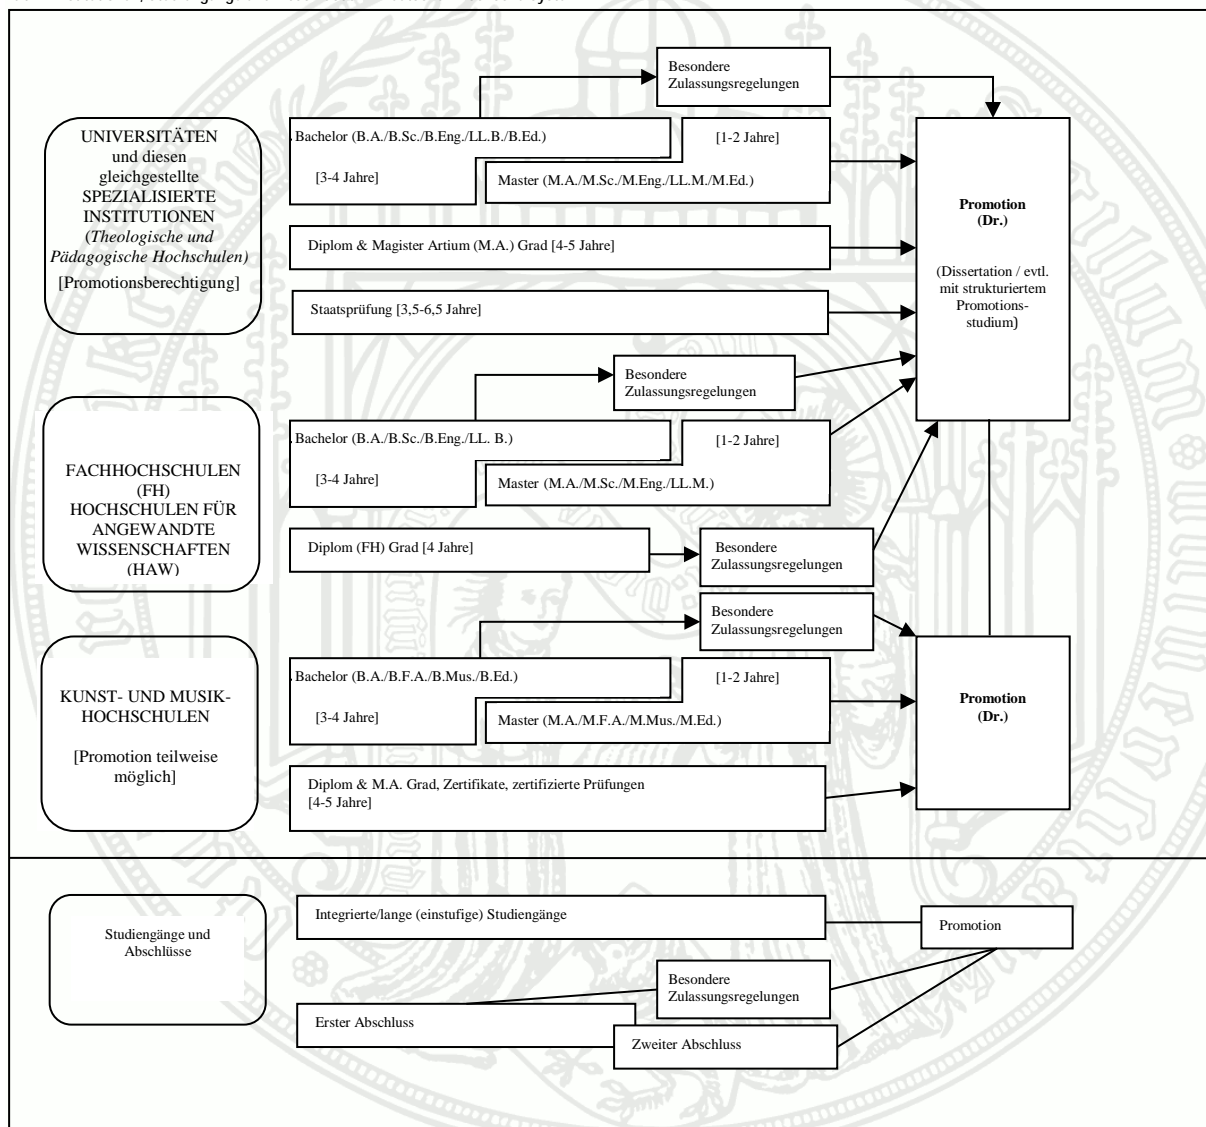 UNIVERSITÄTEN
und diesen
gleichgestellte
SPEZIALISIERTE
INSTITUTIONEN
(Theologische und
Pädagogische Hochschulen)
[Promotionsberechtigung]
Besondere
Zulassungsregelungen
Bachelor (B.A./B.Sc./B.Eng./LL.B./B.Ed.)
[3-4 Jahre]
[1-2 Jahre]
Master (M.A./M.Sc./M.Eng./LL.M./M.Ed.)
Diplom & Magister Artium (M.A.) Grad [4-5 Jahre]
Staatsprüfung [3,5-6,5 Jahre]
Promotion
(Dr.)
(Dissertation / evtl.
mit strukturiertem
Promotions-
studium)
FACHHOCHSCHULEN
(FH)
HOCHSCHULEN FÜR
ANGEWANDTE
WISSENSCHAFTEN
(HAW)
Besondere
Zulassungsregelungen
Bachelor (B.A./B.Sc./B.Eng./LL. B.)
[3-4 Jahre]
[1-2 Jahre]
Master (M.A./M.Sc./M.Eng./LL.M.)
Diplom (FH) Grad [4 Jahre]
Besondere
Zulassungsregelungen
KUNST- UND MUSIK-
HOCHSCHULEN
[Promotion teilweise
möglich]
Besondere
Zulassungsregelungen
Bachelor (B.A./B.F.A./B.Mus./B.Ed.)
[3-4 Jahre]
[1-2 Jahre]
Master (M.A./M.F.A./M.Mus./M.Ed.)
Diplom & M.A. Grad, Zertifikate, zertifizierte Prüfungen
[4-5 Jahre]
Promotion
(Dr.)
Studiengänge und
Abschlüsse
Integrierte/lange (einstufige) Studiengänge
Promotion
Besondere
Zulassungsregelungen
Erster Abschluss
Zweiter Abschluss